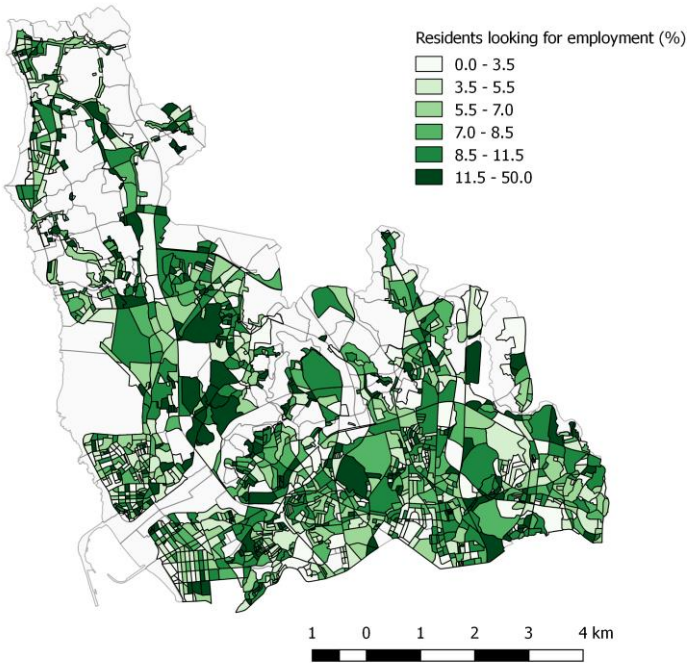 Residents looking for employment (%)
0.0 - 3.5
3.5 - 5.5
5.5 - 7.0
7.0 - 8.5
8.5 - 11.5
11.5 - 50.0
1 0 1 2 3 4 km